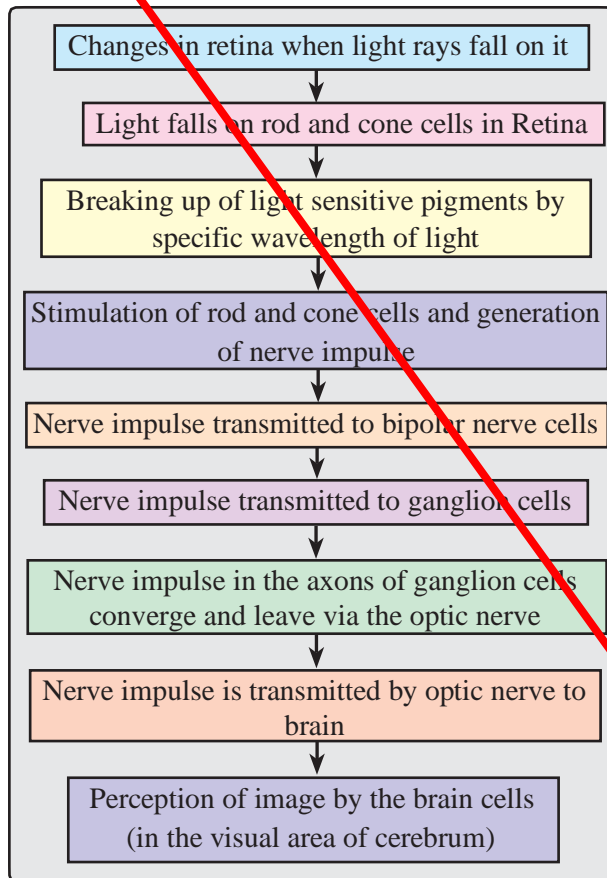 Changes in retina when light rays fall on it
Light falls on rod and cone cells in Retina
Breaking up of light sensitive pigments by
specific wavelength of light
Stimulation of rod and cone cells and generation
of nerve impulse
Nerve impulse transmitted to bipolar nerve cells
Nerve impulse transmitted to ganglion cells
Nerve impulse in the axons of ganglion cells
converge and leave via the optic nerve
Nerve impulse is transmitted by optic nerve to
brain
Perception of image by the brain cells
(in the visual area of cerebrum)